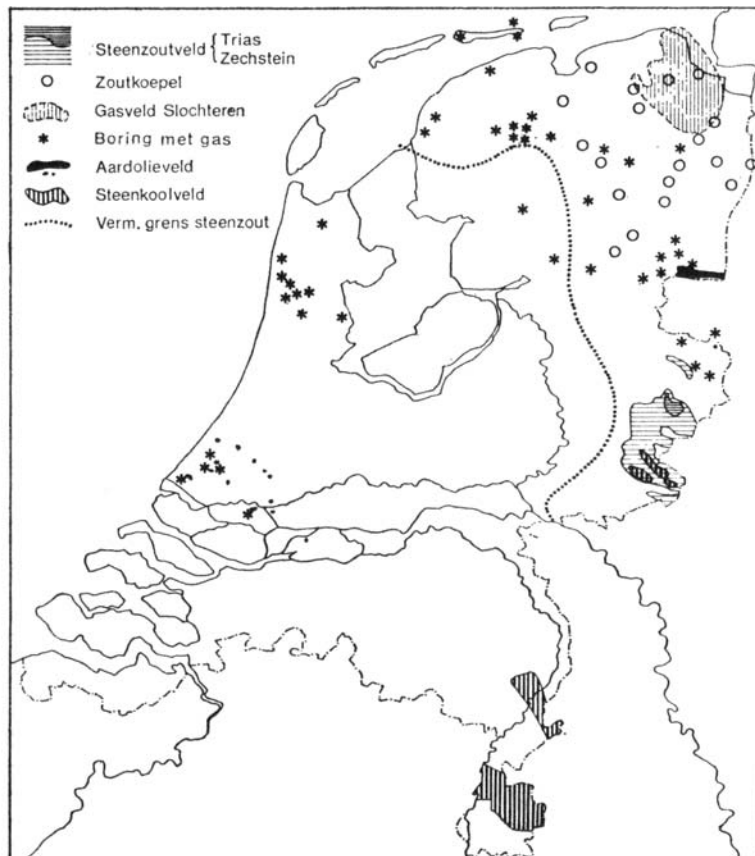 Steenzoutveld { Trias
Zechstein
Zoutkoepel
Gasveld Slochteren
Boring met gas
Aardolieveld
Steenkoolveld
Verm. grens steenzout